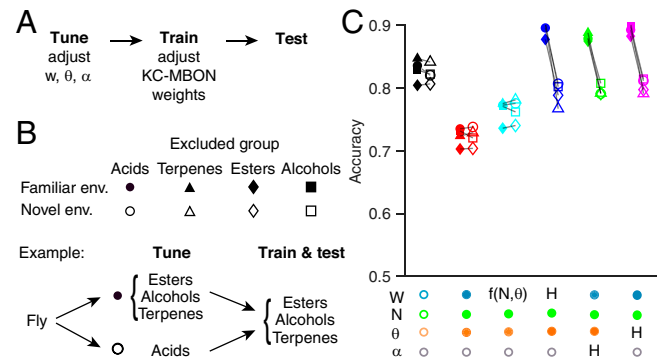 A
Tune
Train
Test
adjust
w, θ, α
adjust
KC-MBON
weights
B
Excluded group
Acids Terpenes Esters Alcohols
Familiar env.
Novel env.
Example:
Tune
Train & test
Fly
Esters
Alcohols
Terpenes
Acids
Esters
Alcohols
Terpenes
C
Accuracy
0.9
0.8
0.7
0.6
0.5
W f(N,θ) H
N
θ H
α H